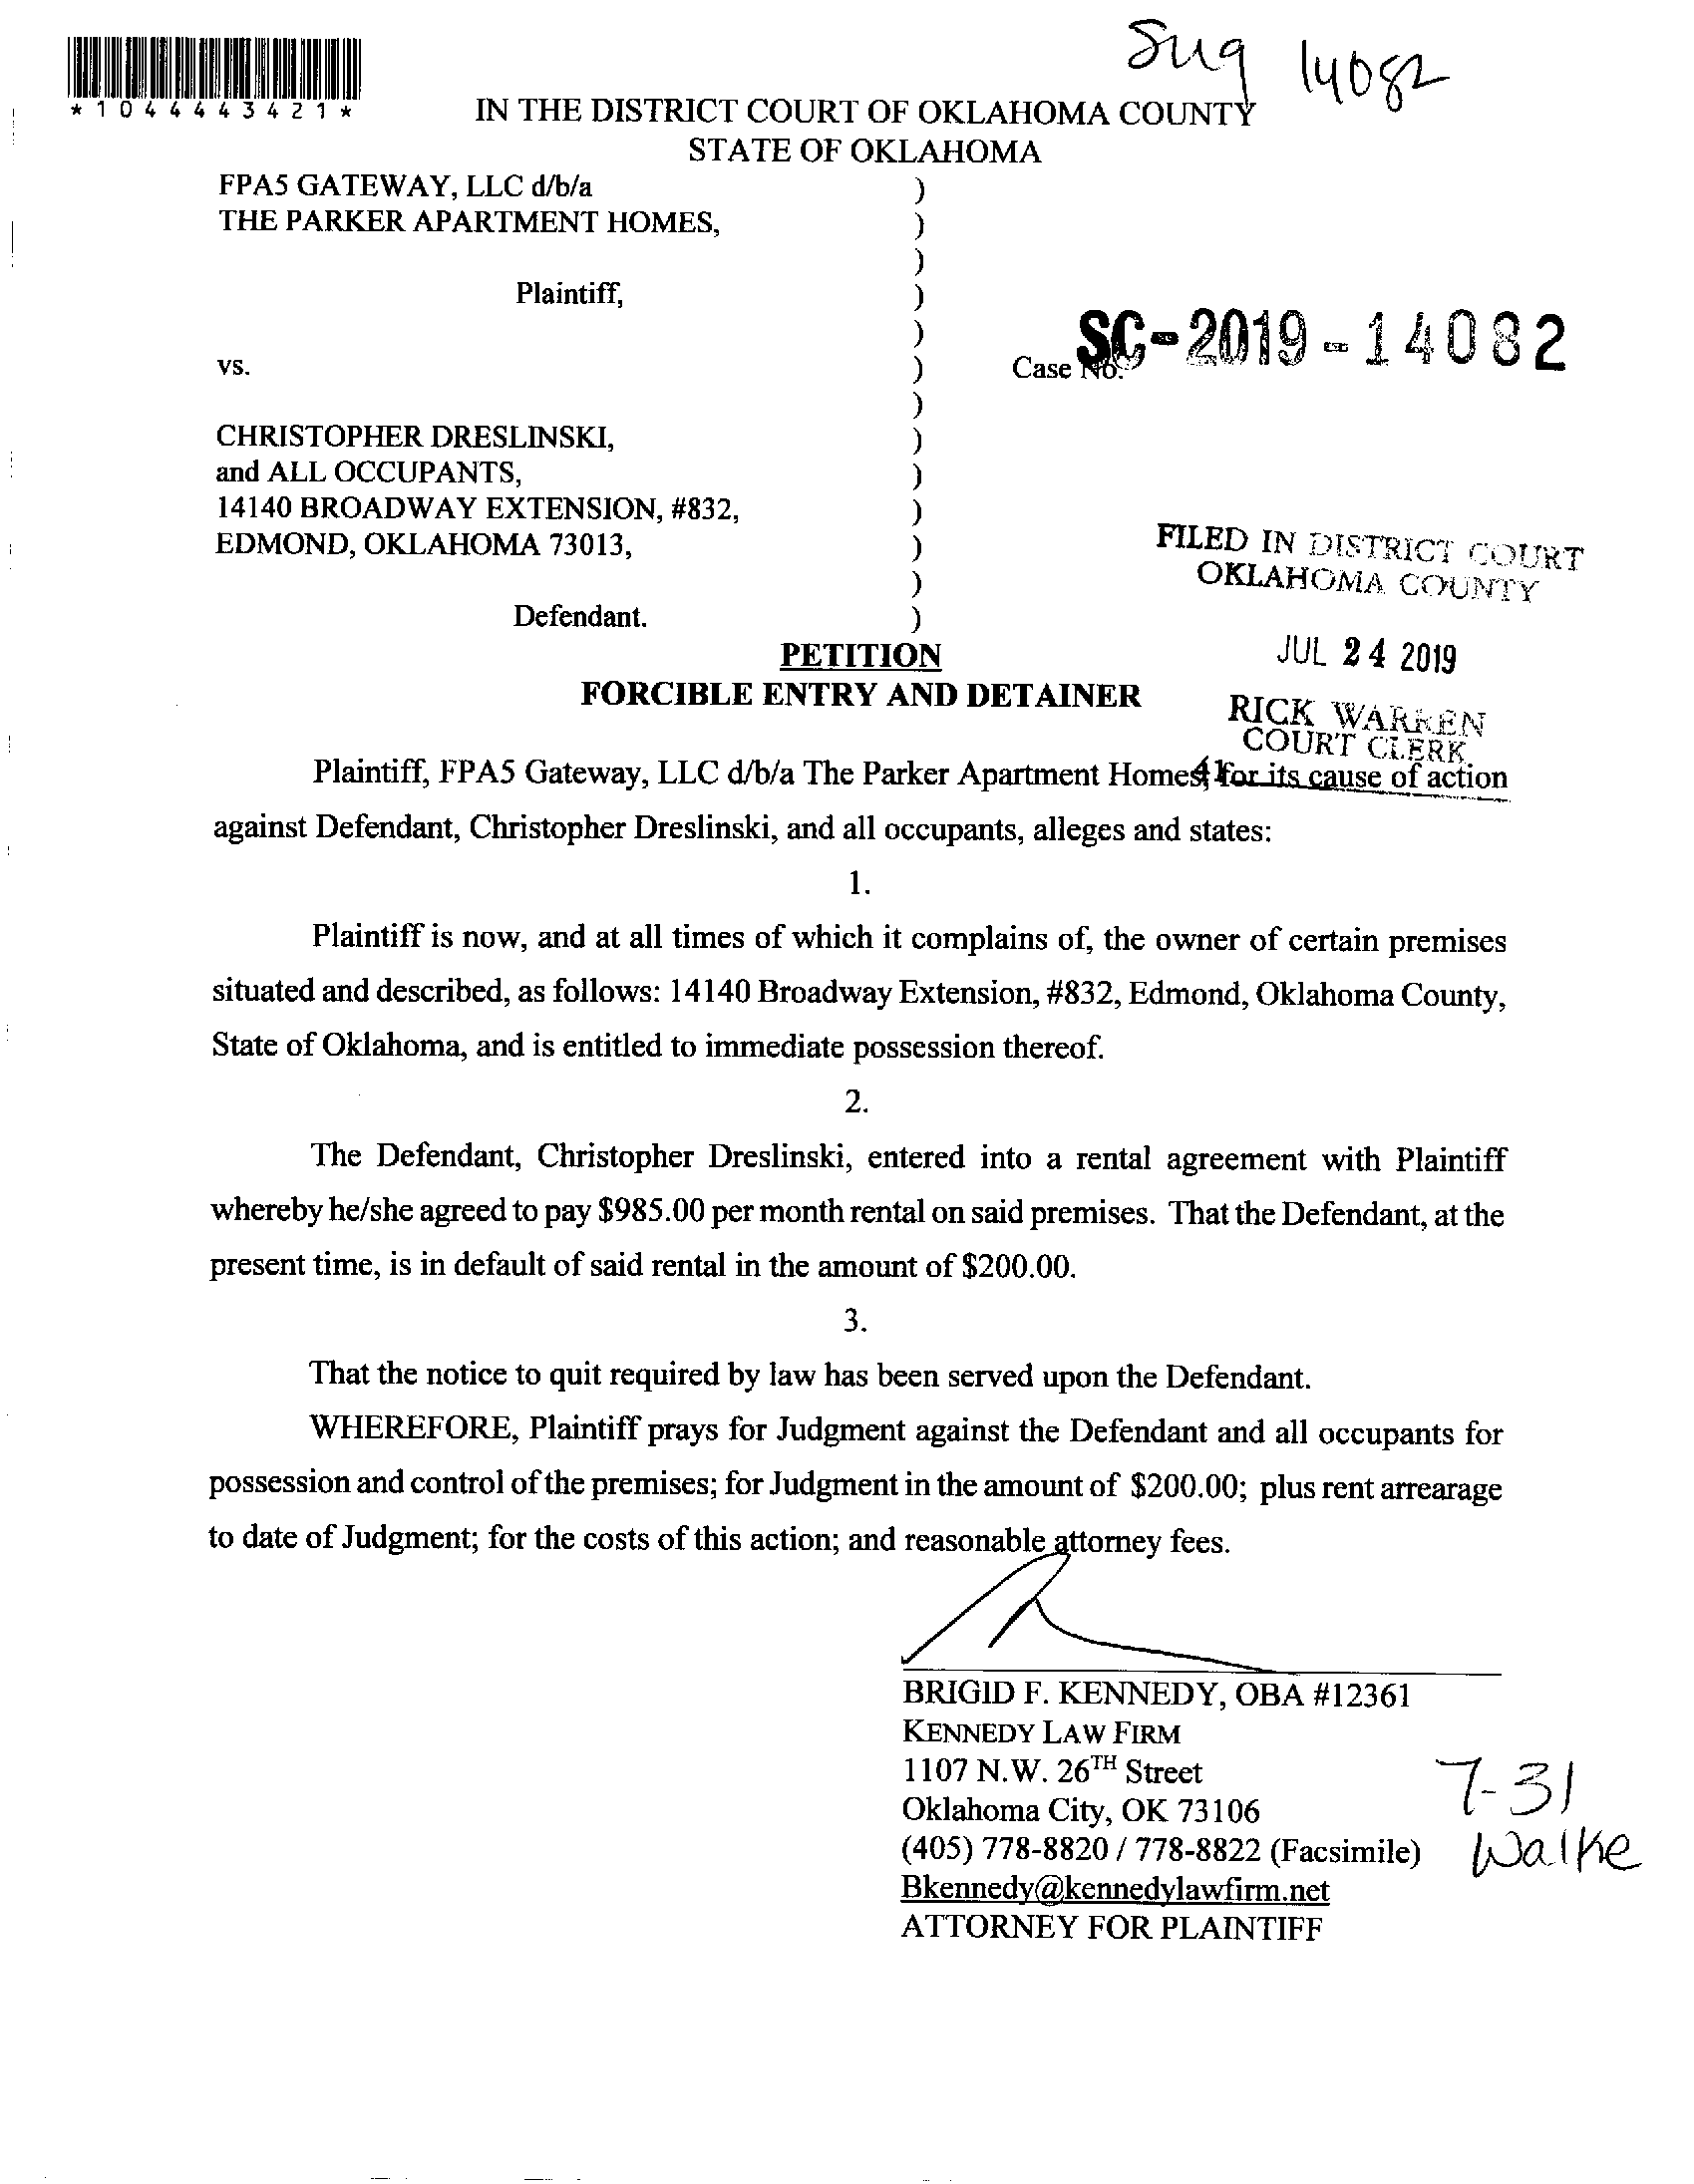 Sug 14082
*1044443421*
IN THE DISTRICT COURT OF OKLAHOMA COUNTY
STATE OF OKLAHOMA
FPA5 GATEWAY, LLC d/b/a )
THE PARKER APARTMENT HOMES, )
)
Plaintiff, )
)
vs. ) Case No. SC-2019-14082
)
CHRISTOPHER DRESLINSKI, )
and ALL OCCUPANTS, )
14140 BROADWAY EXTENSION, #832, )
EDMOND, OKLAHOMA 73013, )
)
Defendant. )
FILED IN DISTRICT COURT
OKLAHOMA COUNTY
JUL 24 2019
RICK WARREN
COURT CLERK
41
PETITION
FORCIBLE ENTRY AND DETAINER
Plaintiff, FPA5 Gateway, LLC d/b/a The Parker Apartment Homes, for its cause of action
against Defendant, Christopher Dreslinski, and all occupants, alleges and states:
1.
Plaintiff is now, and at all times of which it complains of, the owner of certain premises
situated and described, as follows: 14140 Broadway Extension, #832, Edmond, Oklahoma County,
State of Oklahoma, and is entitled to immediate possession thereof.
2.
The Defendant, Christopher Dreslinski, entered into a rental agreement with Plaintiff
whereby he/she agreed to pay $985.00 per month rental on said premises. That the Defendant, at the
present time, is in default of said rental in the amount of $200.00.
3.
That the notice to quit required by law has been served upon the Defendant.
WHEREFORE, Plaintiff prays for Judgment against the Defendant and all occupants for
possession and control of the premises; for Judgment in the amount of $200.00; plus rent arrearage
to date of Judgment; for the costs of this action; and reasonable attorney fees.
BRIGID F. KENNEDY, OBA #12361
KENNEDY LAW FIRM
1107 N.W. 26TH Street
Oklahoma City, OK 73106
(405) 778-8820 / 778-8822 (Facsimile)
Bkennedy@kennedylawfirm.net
ATTORNEY FOR PLAINTIFF
7-31
Walke